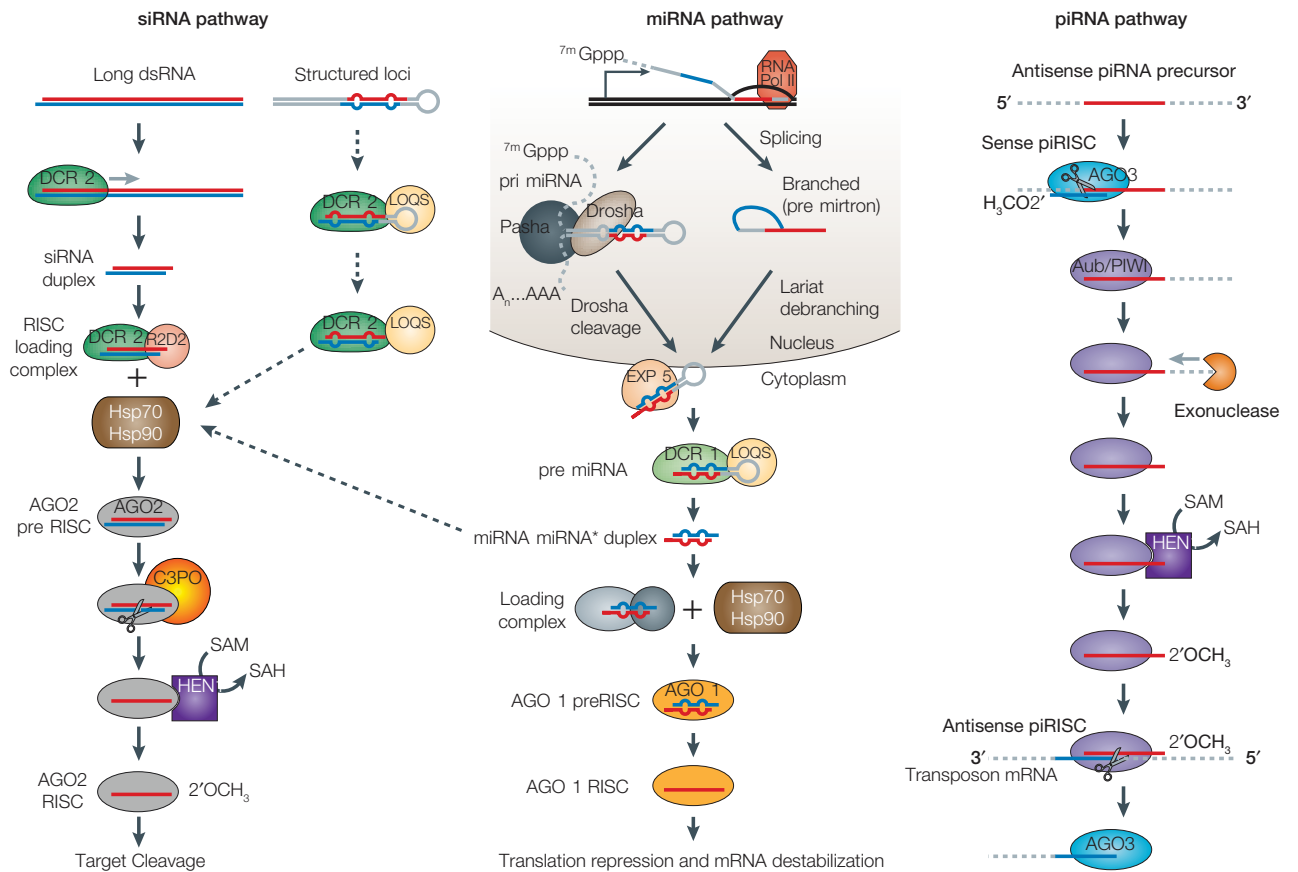 siRNA pathway
Long dsRNA
Structured loci
DCR 2
DCR 2
LOQS
siRNA
duplex
RISC
loading
complex
DCR 2
R2D2
DCR 2
LOQS
+
Hsp70
Hsp90
AGO2
pre RISC
AGO2
C3PO
SAM
HEN1
SAH
AGO2
RISC
2′OCH₃
Target Cleavage
miRNA pathway
⁷ᵐ Gppp
RNA
Pol II
Splicing
⁷ᵐ Gppp
pri miRNA
Pasha
Drosha
Branched
(pre mirtron)
Aₙ...AAA
Drosha
cleavage
Lariat
debranching
Nucleus
Cytoplasm
EXP 5
pre miRNA
DCR 1
LOQS
miRNA miRNA* duplex
Loading
complex
+
Hsp70
Hsp90
AGO 1 preRISC
AGO 1
AGO 1 RISC
Translation repression and mRNA destabilization
piRNA pathway
Antisense piRNA precursor
5′
3′
Sense piRISC
AGO3
H₃CO2′
Aub/PIWI
Exonuclease
SAM
HEN
SAH
2′OCH₃
Antisense piRISC
2′OCH₃
3′
5′
Transposon mRNA
AGO3